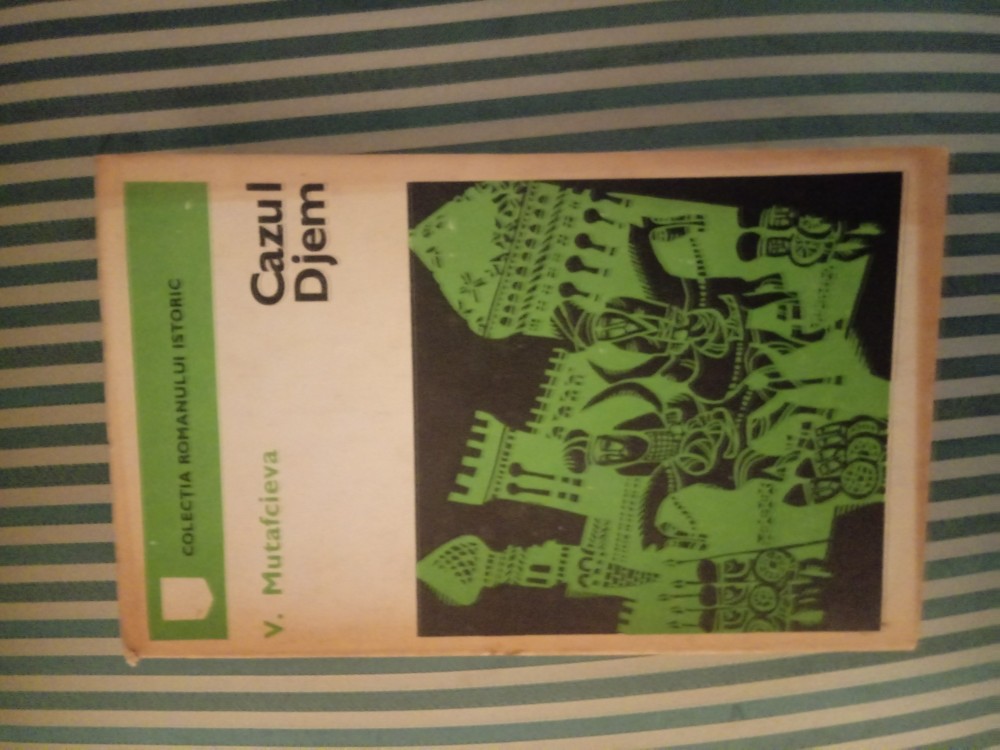 COLECȚIA ROMANULUI ISTORIC
V. Mutafcieva
Cazul
Djem